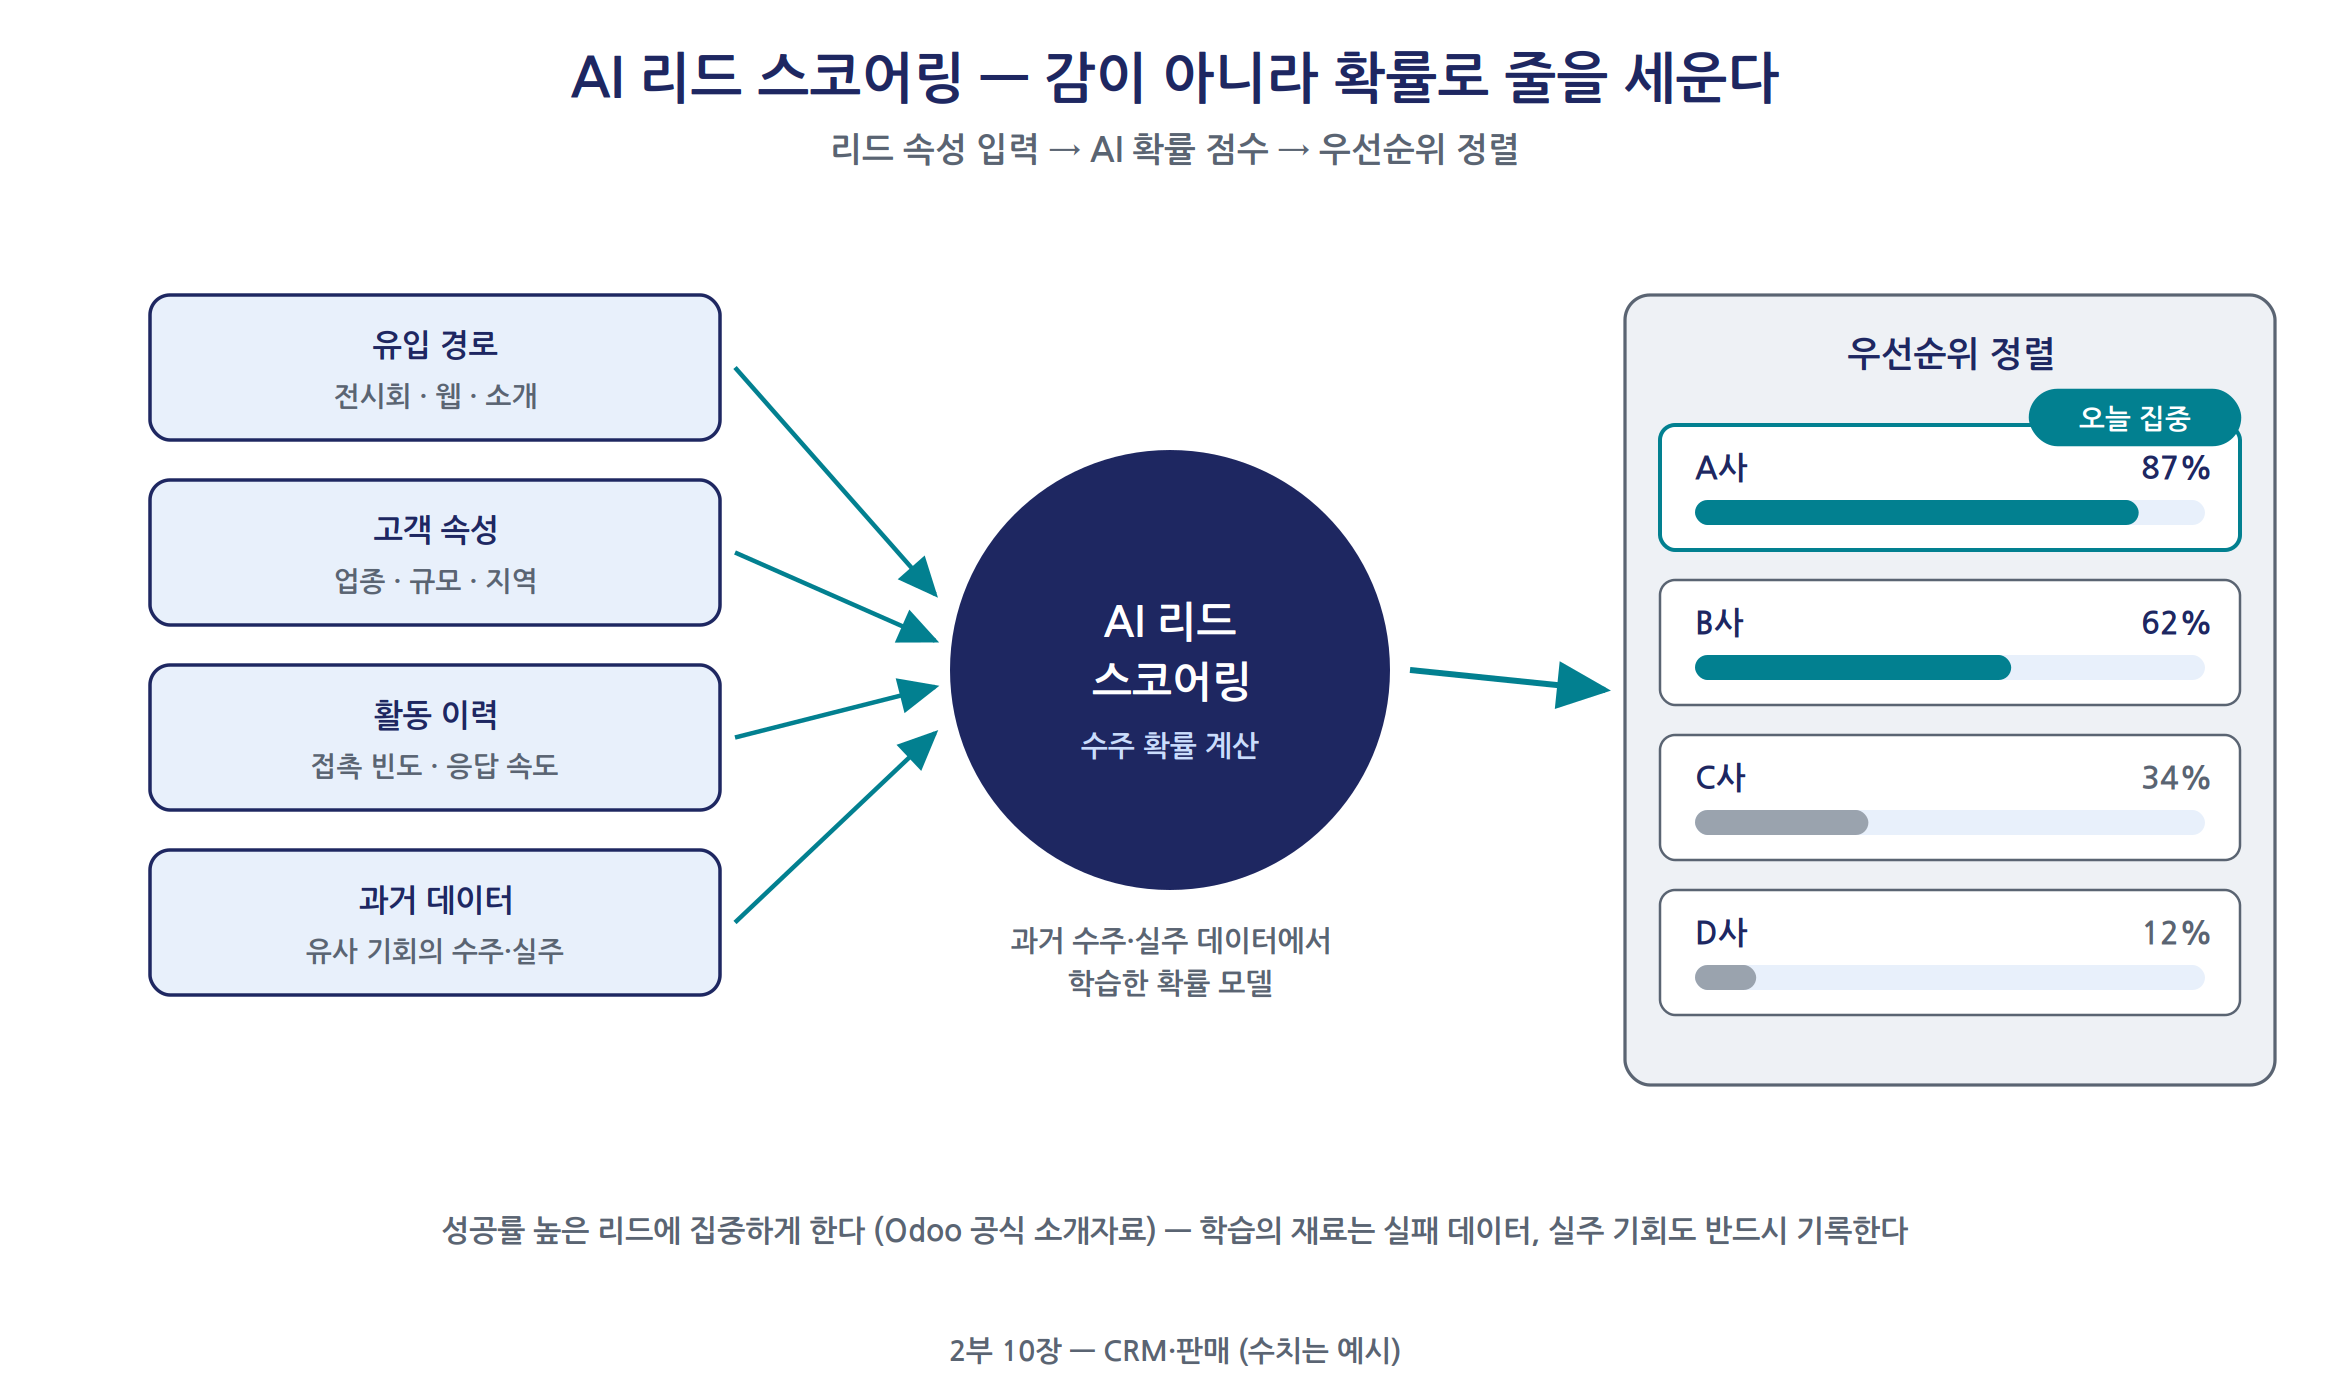 AI 리드 스코어링 — 감이 아니라 확률로 줄을 세운다
리드 속성 입력 → AI 확률 점수 → 우선순위 정렬
유입 경로
전시회 · 웹 · 소개
고객 속성
업종 · 규모 · 지역
활동 이력
접촉 빈도 · 응답 속도
과거 데이터
유사 기회의 수주·실주
AI 리드
스코어링
수주 확률 계산
과거 수주·실주 데이터에서
학습한 확률 모델
우선순위 정렬
오늘 집중
A사 87%
B사 62%
C사 34%
D사 12%
성공률 높은 리드에 집중하게 한다 (Odoo 공식 소개자료) — 학습의 재료는 실패 데이터, 실주 기회도 반드시 기록한다
2부 10장 — CRM·판매 (수치는 예시)